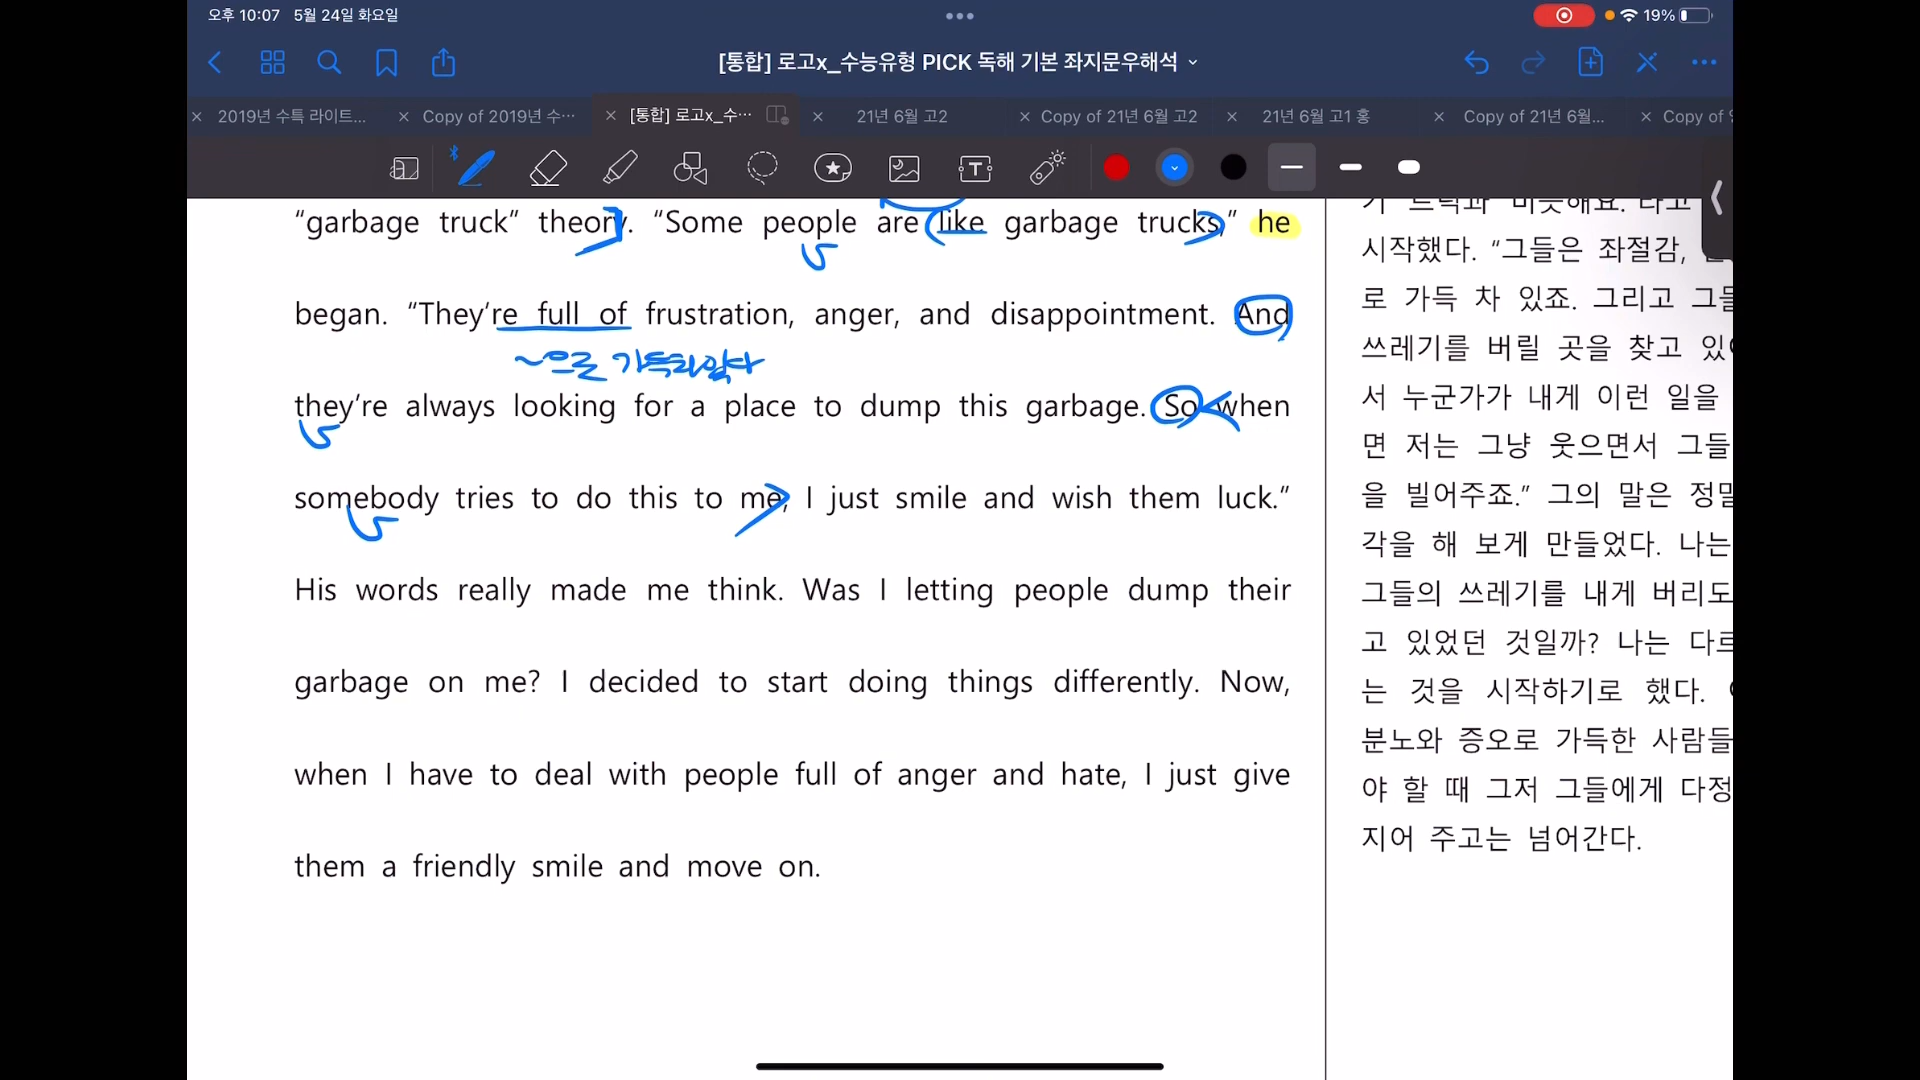 오후 10:07 5월 24일 화요일
19%
[통합] 로고x_수능유형 PICK 독해 기본 좌지문우해석
2019년 수특 라이트...
Copy of 2019년 수...
[통합] 로고x_수...
21년 6월 고2
Copy of 21년 6월 고2
21년 6월 고1 홍
Copy of 21년 6월...
Copy of
“garbage truck” theory. “Some people are like garbage trucks,” he
began. “They’re full of frustration, anger, and disappointment. And
~으로 가득차있다
they’re always looking for a place to dump this garbage. So when
somebody tries to do this to me, I just smile and wish them luck.”
His words really made me think. Was I letting people dump their
garbage on me? I decided to start doing things differently. Now,
when I have to deal with people full of anger and hate, I just give
them a friendly smile and move on.
기 트럭과 비슷해요. 라고
시작했다. “그들은 좌절감,
로 가득 차 있죠. 그리고 그들
쓰레기를 버릴 곳을 찾고 있
서 누군가가 내게 이런 일을
면 저는 그냥 웃으면서 그들
을 빌어주죠.” 그의 말은 정말
각을 해 보게 만들었다. 나는
그들의 쓰레기를 내게 버리도
고 있었던 것일까? 나는 다르
는 것을 시작하기로 했다.
분노와 증오로 가득한 사람들
야 할 때 그저 그들에게 다정
지어 주고는 넘어간다.